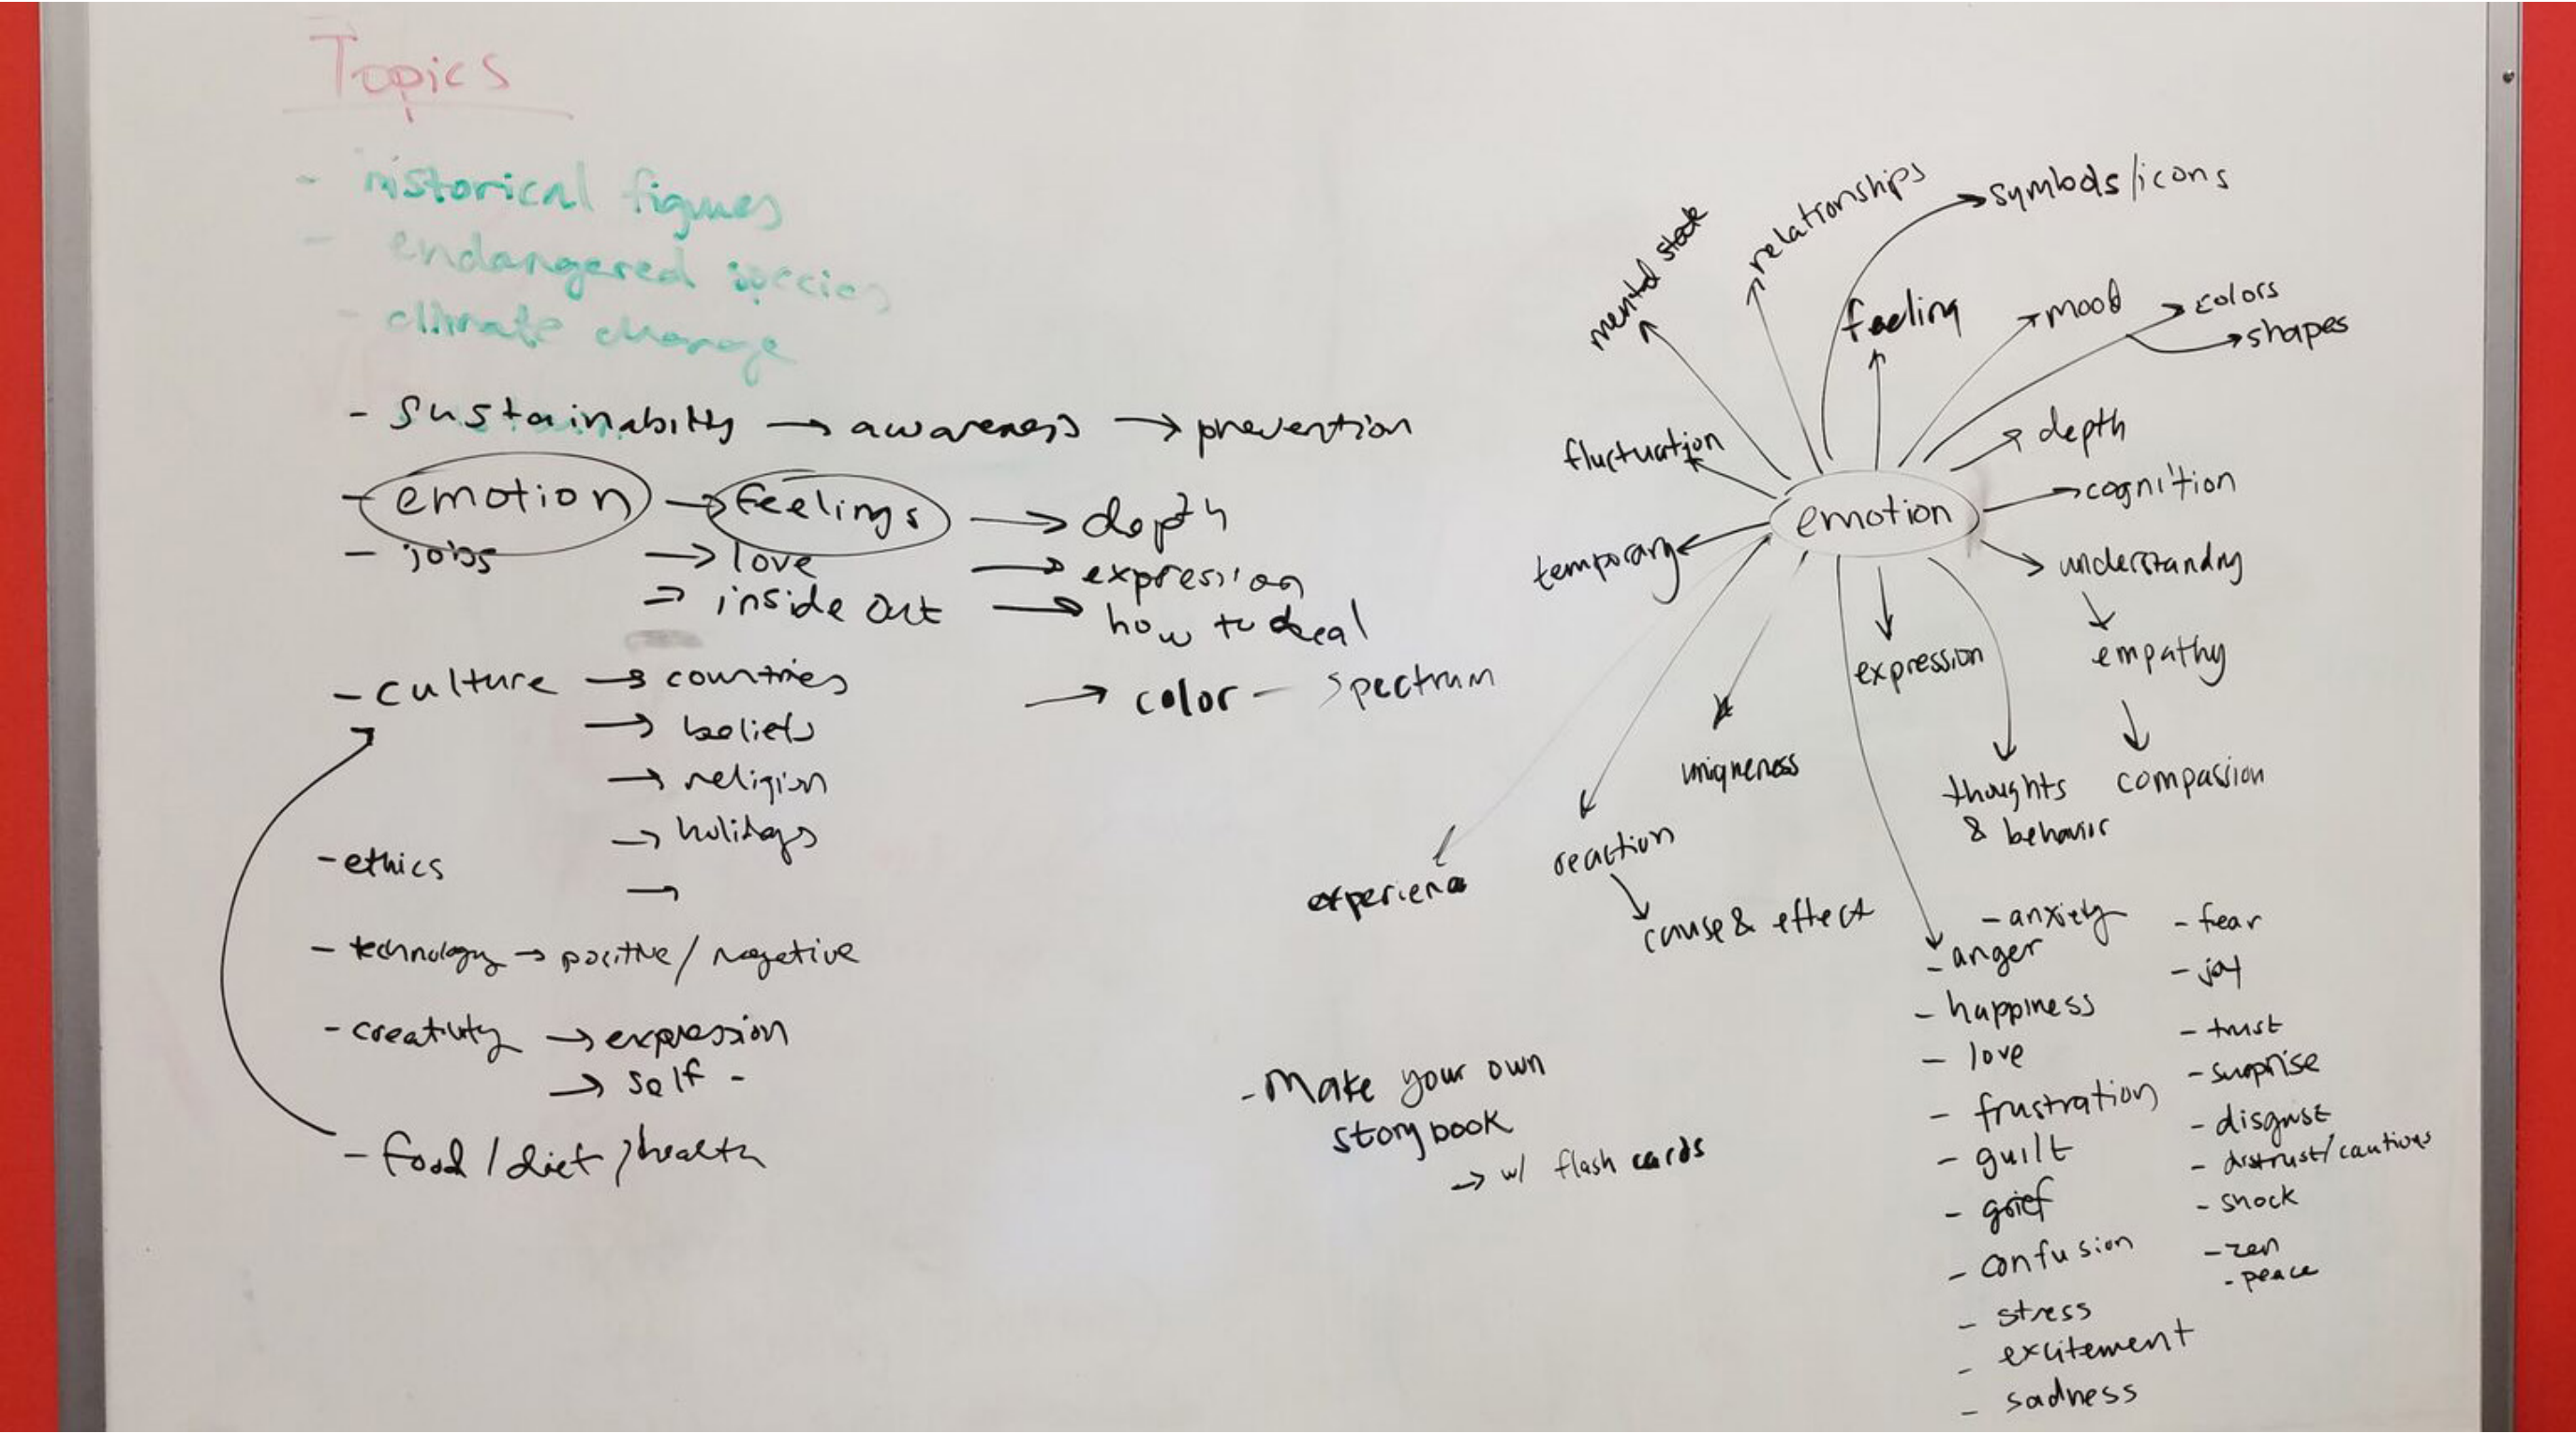 Topics
- historical figures
- endangered species
- climate change
- sustainability → awareness → prevention
- emotion → feelings → depth
- jobs → love → expression
→ inside out → how to deal
- culture → countries → color - spectrum
→ beliefs
→ religion
→ holidays
- ethics
→
- technology → positive / negative
- creativity → expression
→ self -
- food / diet / health
mental state
relationships
symbols/icons
feeling
mood
colors
shapes
fluctuation
depth
cognition
emotion
temporary
understanding
empathy
compassion
expression
thoughts
& behavior
uniqueness
reaction
cause & effect
experience
- anxiety
- anger
- happiness
- love
- frustration
- guilt
- grief
- confusion
- stress
- excitement
- sadness
- fear
- joy
- trust
- surprise
- disgust
- distrust/cautious
- shock
- zen
- peace
- Make your own
storybook
→ w/ flash cards